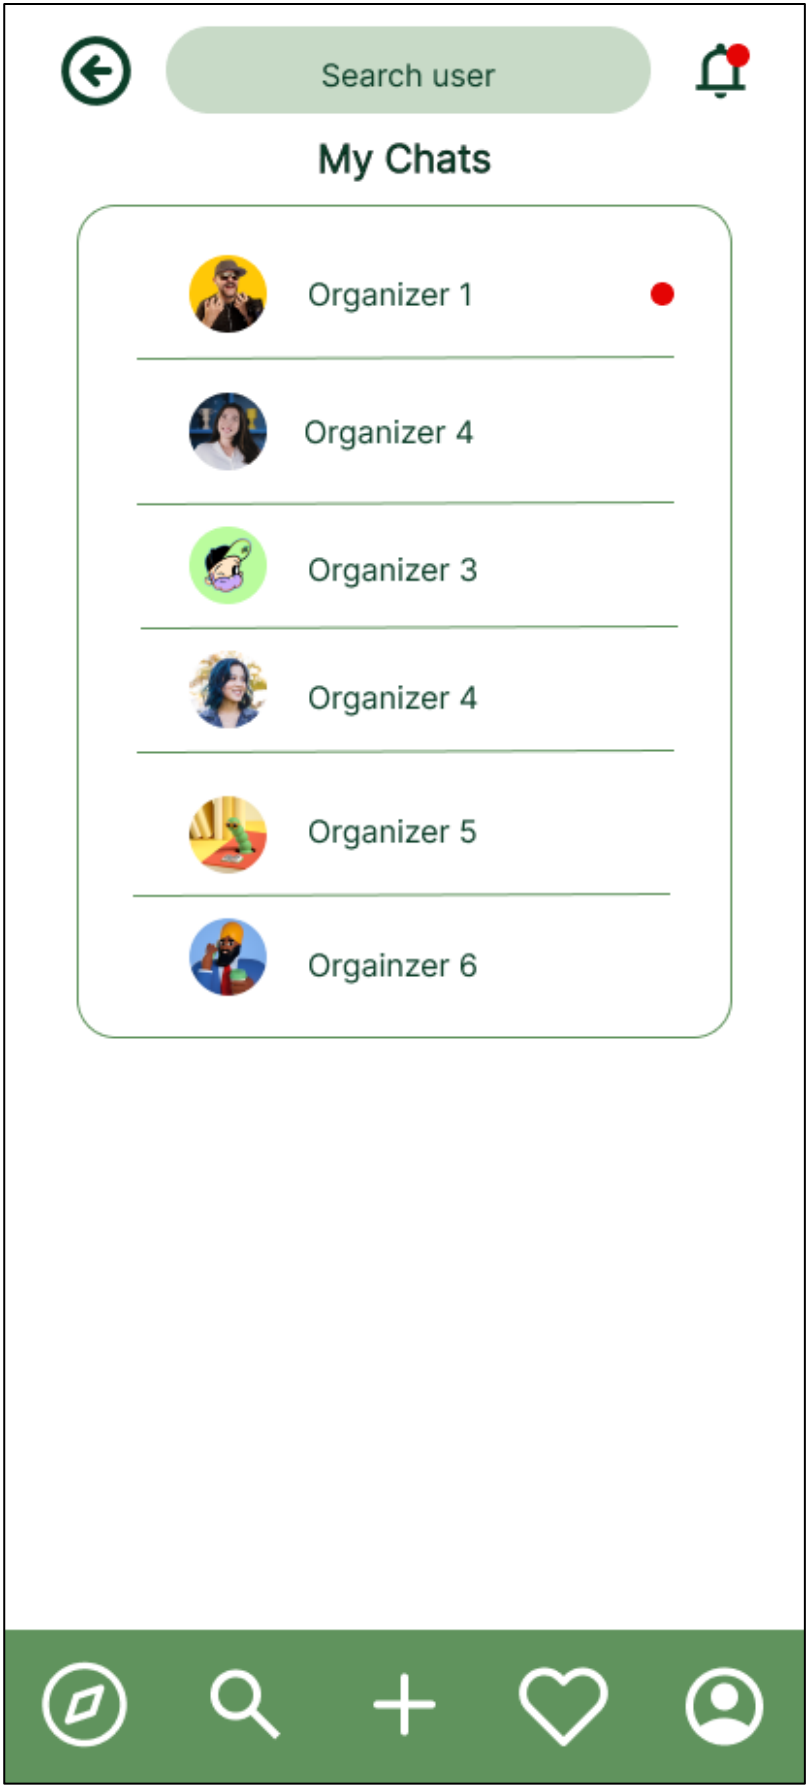 Search user
My Chats
Organizer 1
Organizer 4
Organizer 3
Organizer 4
Organizer 5
Orgainzer 6